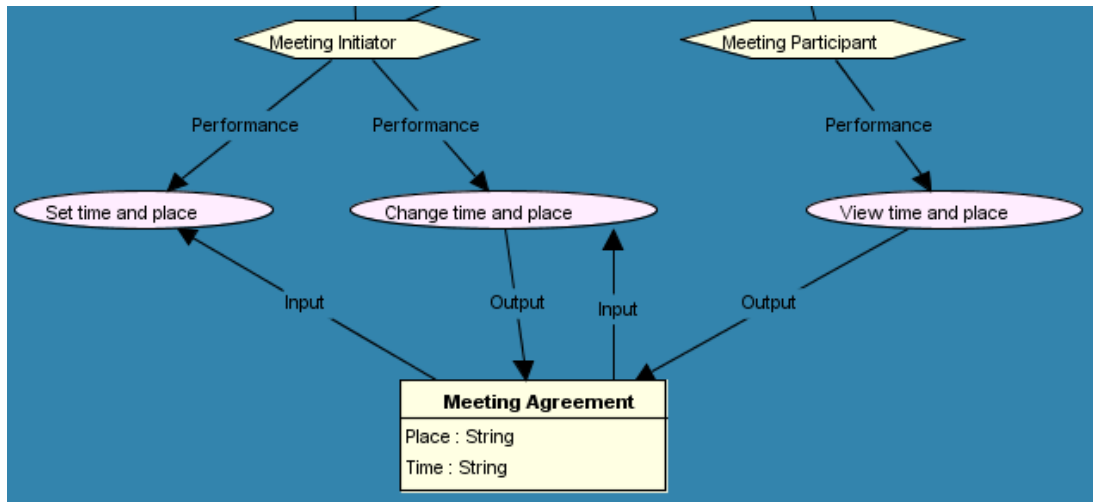 Meeting Initiator
Meeting Participant
Performance
Performance
Performance
Set time and place
Change time and place
View time and place
Input
Output
Input
Output
Meeting Agreement
Place : String
Time : String